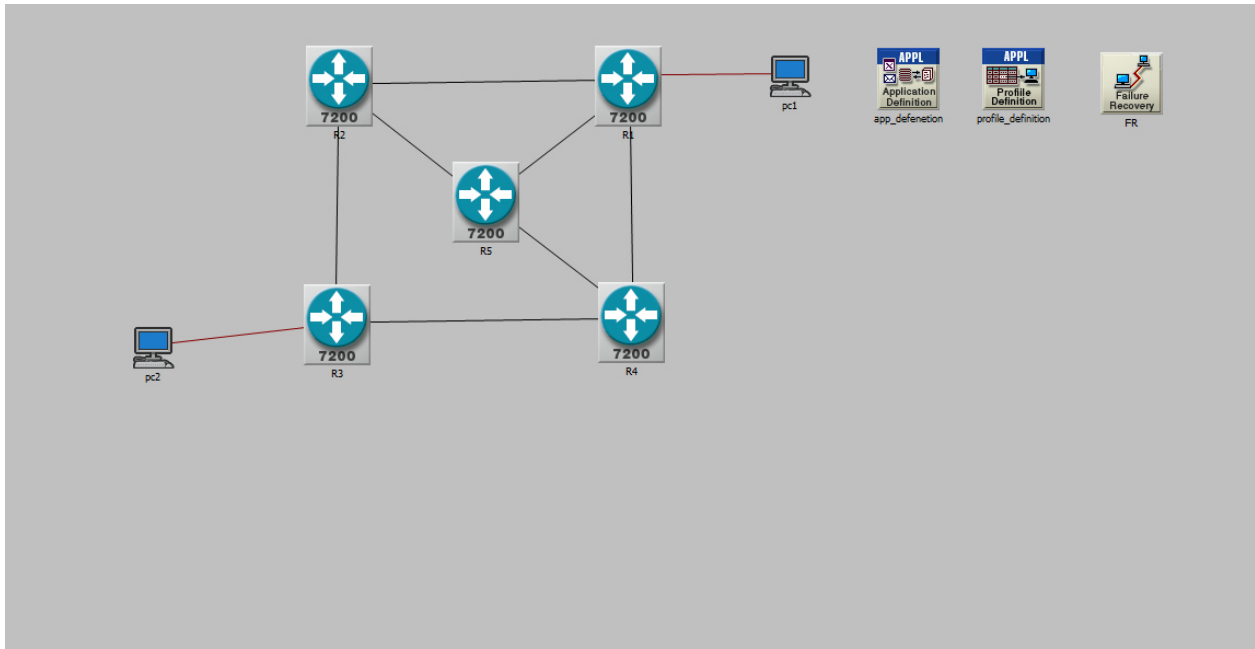 7200
R2
7200
R1
pc1
APPL
Application
Definition
app_defenetion
APPL
Profile
Definition
profile_definition
Failure
Recovery
FR
7200
R5
7200
R3
7200
R4
pc2